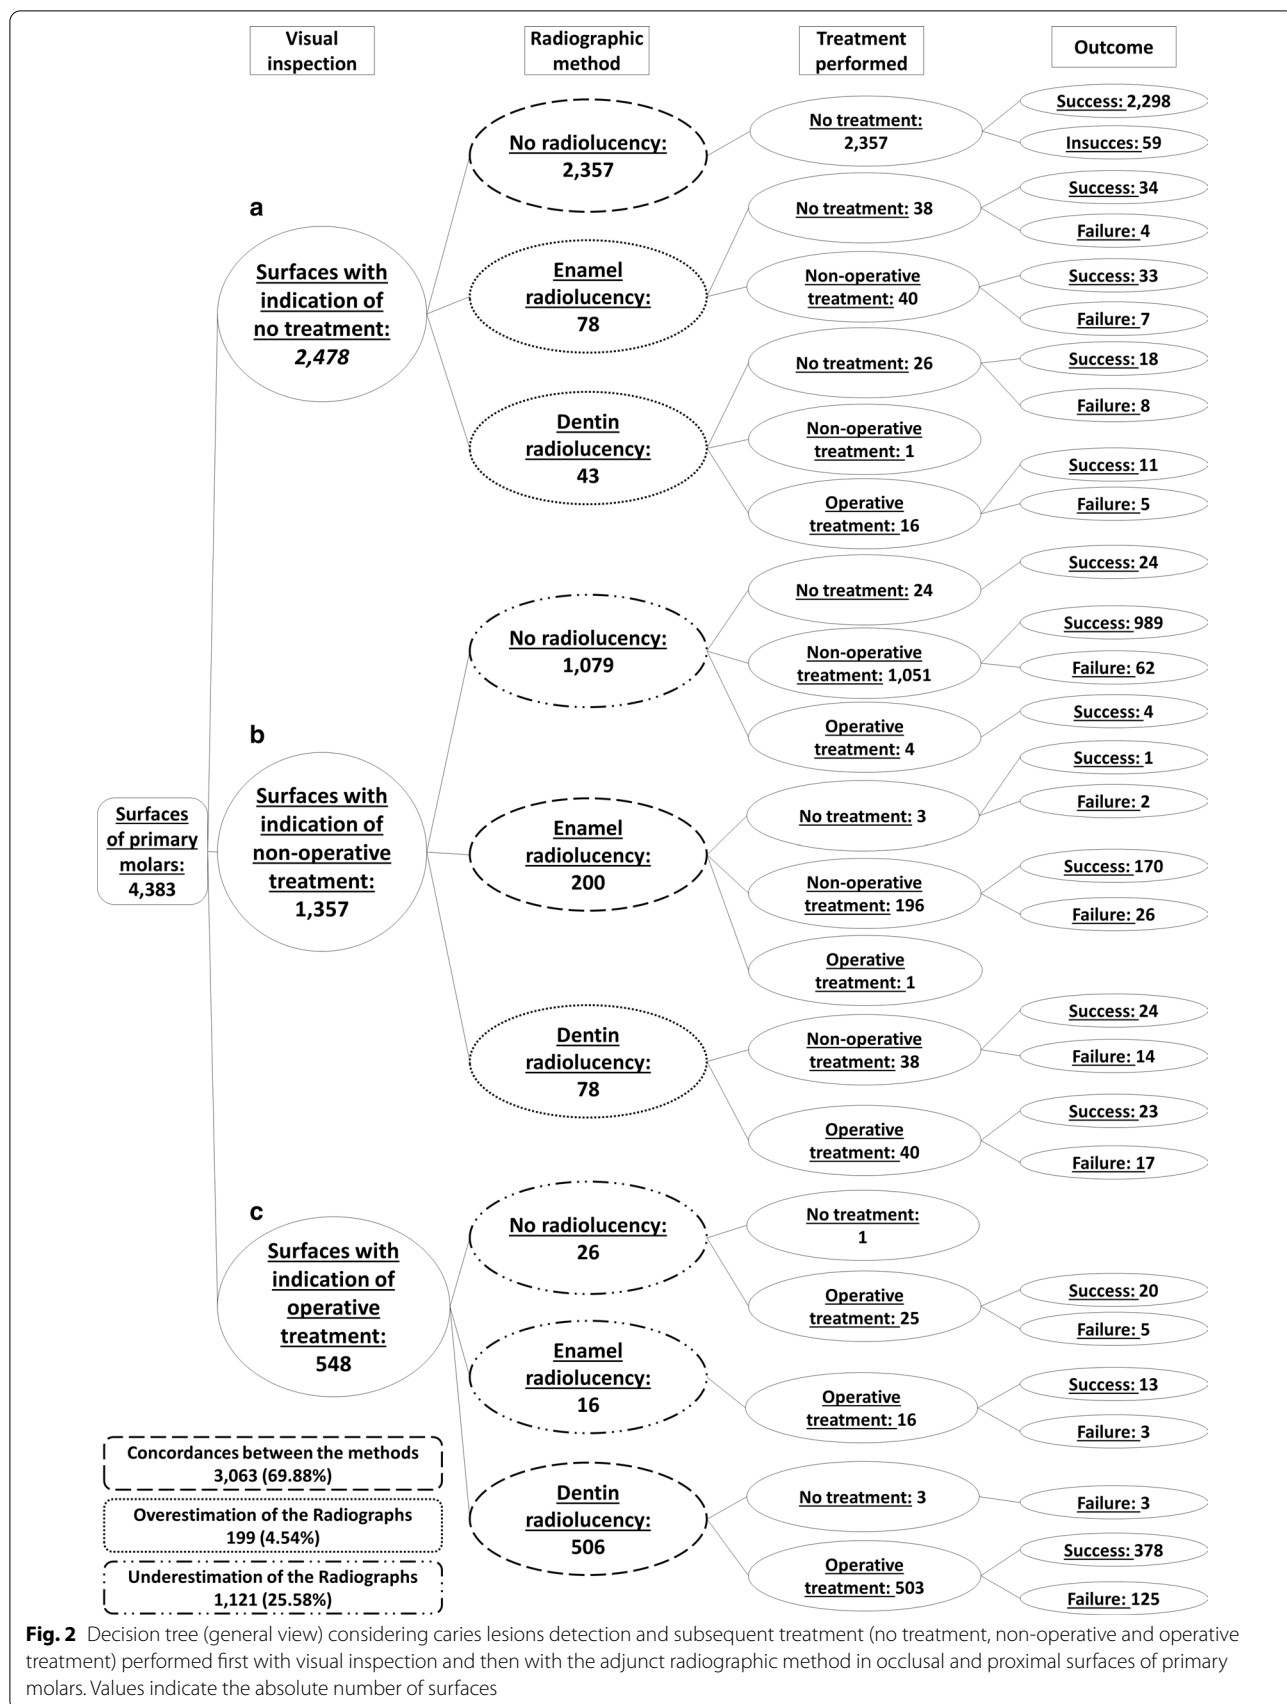 Visual
inspection
Radiographic
method
Treatment
performed
Outcome
a
Surfaces with
indication of
no treatment:
2,478
No radiolucency:
2,357
No treatment:
2,357
Success: 2,298
Insucces: 59
Enamel
radiolucency:
78
No treatment: 38
Success: 34
Failure: 4
Non-operative
treatment: 40
Success: 33
Failure: 7
Dentin
radiolucency:
43
No treatment: 26
Success: 18
Failure: 8
Non-operative
treatment: 1
Operative
treatment: 16
Success: 11
Failure: 5
Surfaces
of primary
molars:
4,383
b
Surfaces with
indication of
non-operative
treatment:
1,357
No radiolucency:
1,079
No treatment: 24
Success: 24
Non-operative
treatment: 1,051
Success: 989
Failure: 62
Operative
treatment: 4
Success: 4
Enamel
radiolucency:
200
No treatment: 3
Success: 1
Failure: 2
Non-operative
treatment: 196
Success: 170
Failure: 26
Operative
treatment: 1
Dentin
radiolucency:
78
Non-operative
treatment: 38
Success: 24
Failure: 14
Operative
treatment: 40
Success: 23
Failure: 17
c
Surfaces with
indication of
operative
treatment:
548
No radiolucency:
26
No treatment:
1
Operative
treatment: 25
Success: 20
Failure: 5
Enamel
radiolucency:
16
Operative
treatment: 16
Success: 13
Failure: 3
Dentin
radiolucency:
506
No treatment: 3
Failure: 3
Operative
treatment: 503
Success: 378
Failure: 125
Concordances between the methods
3,063 (69.88%)
Overestimation of the Radiographs
199 (4.54%)
Underestimation of the Radiographs
1,121 (25.58%)
Fig. 2 Decision tree (general view) considering caries lesions detection and subsequent treatment (no treatment, non-operative and operative
treatment) performed first with visual inspection and then with the adjunct radiographic method in occlusal and proximal surfaces of primary
molars. Values indicate the absolute number of surfaces